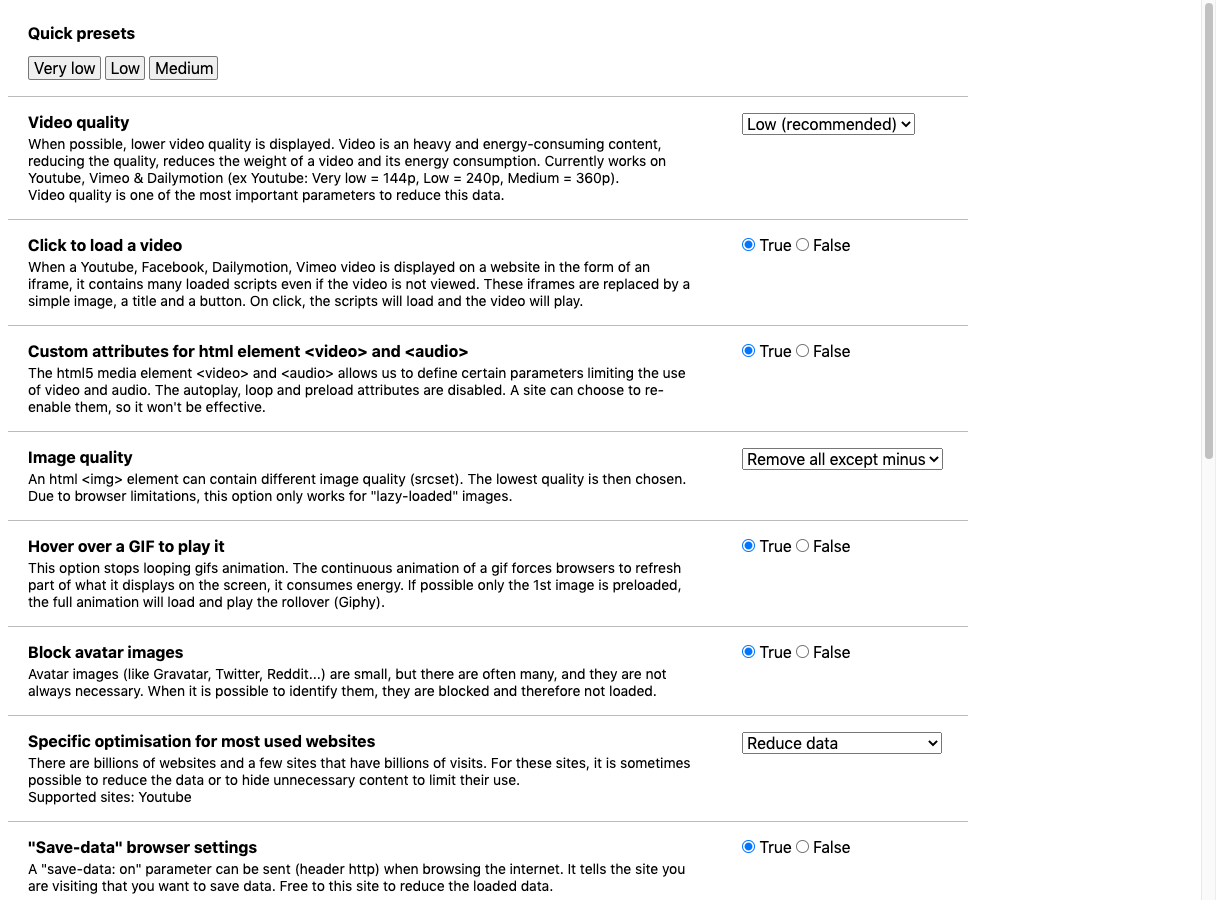 Quick presets
Very low Low Medium
Video quality
Low (recommended)
When possible, lower video quality is displayed. Video is an heavy and energy-consuming content,
reducing the quality, reduces the weight of a video and its energy consumption. Currently works on
Youtube, Vimeo & Dailymotion (ex Youtube: Very low = 144p, Low = 240p, Medium = 360p).
Video quality is one of the most important parameters to reduce this data.
Click to load a video
True False
When a Youtube, Facebook, Dailymotion, Vimeo video is displayed on a website in the form of an
iframe, it contains many loaded scripts even if the video is not viewed. These iframes are replaced by a
simple image, a title and a button. On click, the scripts will load and the video will play.
Custom attributes for html element <video> and <audio>
True False
The html5 media element <video> and <audio> allows us to define certain parameters limiting the use
of video and audio. The autoplay, loop and preload attributes are disabled. A site can choose to re-
enable them, so it won't be effective.
Image quality
Remove all except minus
An html <img> element can contain different image quality (srcset). The lowest quality is then chosen.
Due to browser limitations, this option only works for "lazy-loaded" images.
Hover over a GIF to play it
True False
This option stops looping gifs animation. The continuous animation of a gif forces browsers to refresh
part of what it displays on the screen, it consumes energy. If possible only the 1st image is preloaded,
the full animation will load and play the rollover (Giphy).
Block avatar images
True False
Avatar images (like Gravatar, Twitter, Reddit...) are small, but there are often many, and they are not
always necessary. When it is possible to identify them, they are blocked and therefore not loaded.
Specific optimisation for most used websites
Reduce data
There are billions of websites and a few sites that have billions of visits. For these sites, it is sometimes
possible to reduce the data or to hide unnecessary content to limit their use.
Supported sites: Youtube
"Save-data" browser settings
True False
A "save-data: on" parameter can be sent (header http) when browsing the internet. It tells the site you
are visiting that you want to save data. Free to this site to reduce the loaded data.